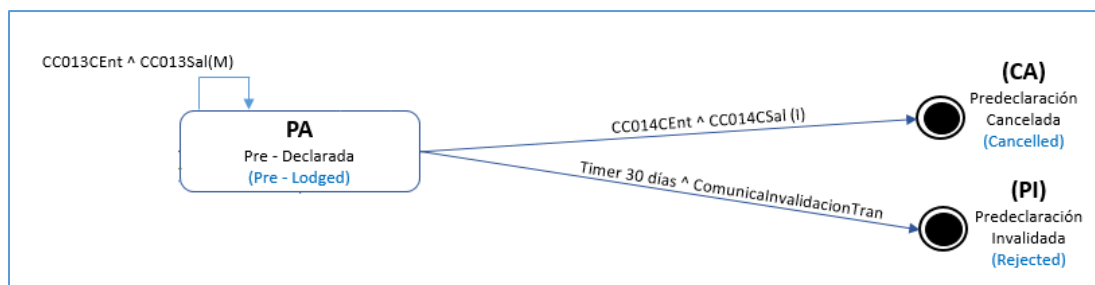 CC013CEnt ^ CC013Sal(M)
PA
Pre - Declarada
(Pre - Lodged)
CC014CEnt ^ CC014CSal (I)
Timer 30 días ^ ComunicaInvalidacionTran
(CA)
Predeclaración
Cancelada
(Cancelled)
(PI)
Predeclaración
Invalidada
(Rejected)